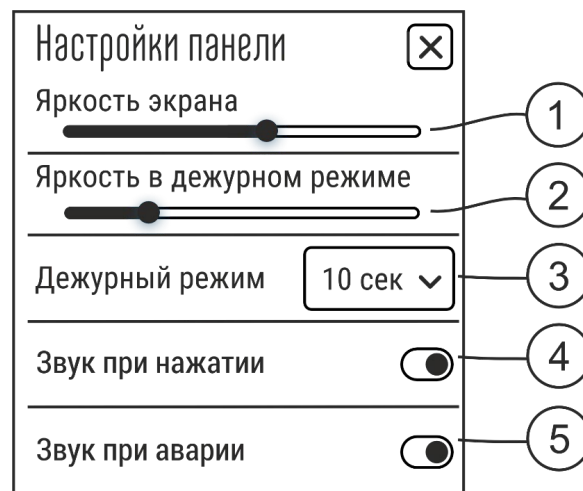 Настройки панели
Яркость экрана
1
Яркость в дежурном режиме
2
Дежурный режим
10 сек
3
Звук при нажатии
4
Звук при аварии
5